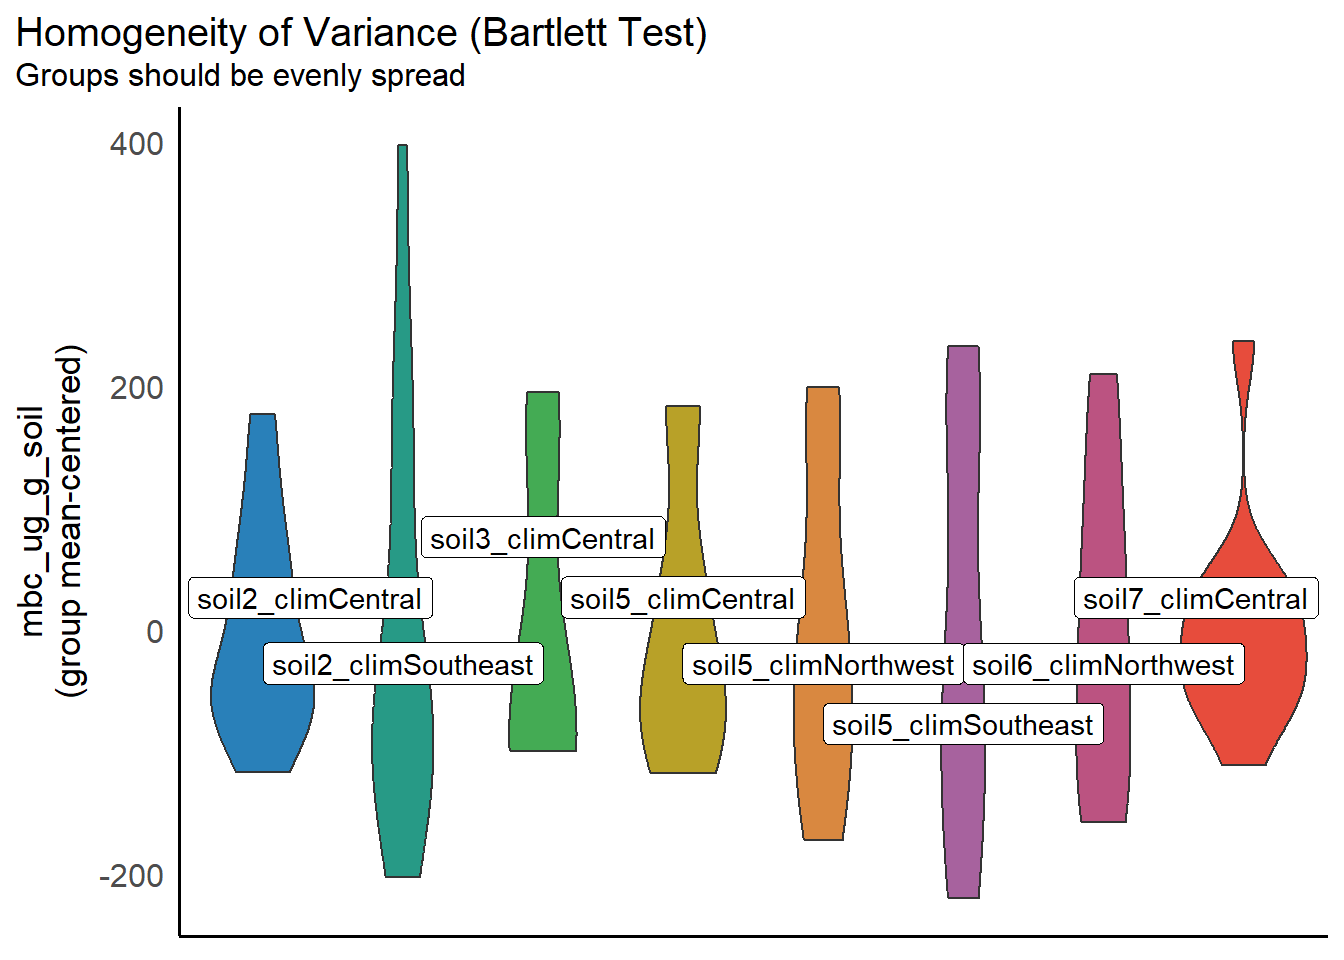 Homogeneity of Variance (Bartlett Test)
Groups should be evenly spread
mbc_ug_g_soil
(group mean-centered)
400
200
0
-200
soil3_climCentral
soil2_climCentral
soil5_climCentral
soil7_climCentral
soil2_climSoutheast
soil5_climNorthwest
soil6_climNorthwest
soil5_climSoutheast